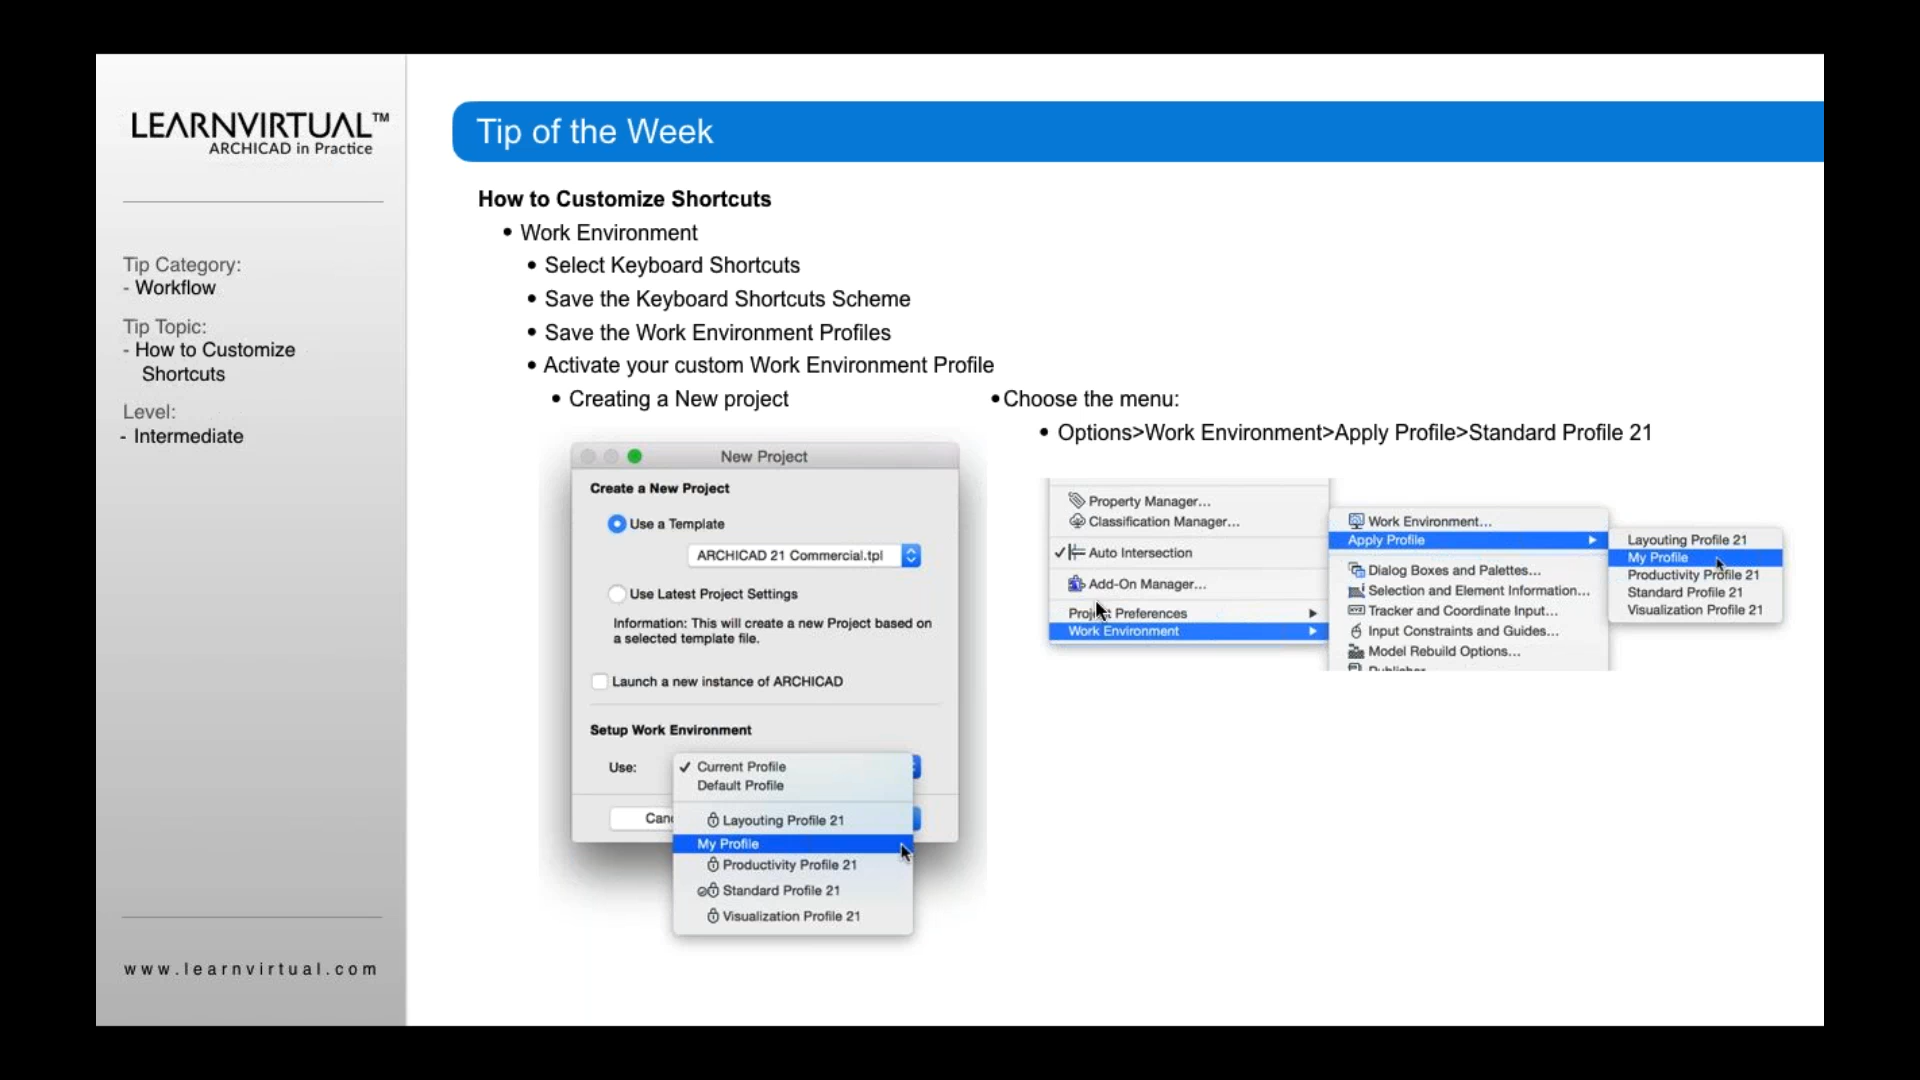 LEARNVIRTUAL™
ARCHICAD in Practice
Tip Category:
- Workflow
Tip Topic:
- How to Customize
Shortcuts
Level:
- Intermediate
www.learnvirtual.com
Tip of the Week
How to Customize Shortcuts
• Work Environment
• Select Keyboard Shortcuts
• Save the Keyboard Shortcuts Scheme
• Save the Work Environment Profiles
• Activate your custom Work Environment Profile
• Creating a New project
New Project
Create a New Project
Use a Template
ARCHICAD 21 Commercial.tpl
Use Latest Project Settings
Information: This will create a new Project based on
a selected template file.
Launch a new instance of ARCHICAD
Setup Work Environment
Use:
✓ Current Profile
Default Profile
Layouting Profile 21
My Profile
Productivity Profile 21
Standard Profile 21
Visualization Profile 21
• Choose the menu:
• Options>Work Environment>Apply Profile>Standard Profile 21
Property Manager...
Classification Manager...
✓ Auto Intersection
Add-On Manager...
Project Preferences
Work Environment
Work Environment...
Apply Profile
Dialog Boxes and Palettes...
Selection and Element Information...
Tracker and Coordinate Input...
Input Constraints and Guides...
Model Rebuild Options...
Layouting Profile 21
My Profile
Productivity Profile 21
Standard Profile 21
Visualization Profile 21